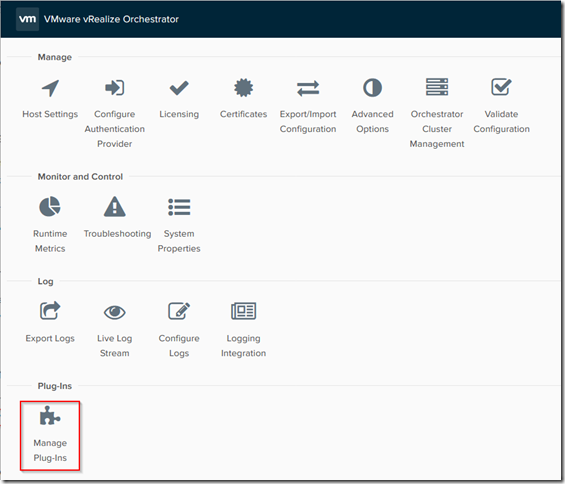 vm VMware vRealize Orchestrator
Manage
Host Settings Configure Licensing Certificates Export/Import Advanced Orchestrator Validate
Authentication Configuration Options Cluster Configuration
Provider Management
Monitor and Control
Runtime Troubleshooting System
Metrics Properties
Log
Export Logs Live Log Configure Logging
Stream Logs Integration
Plug-Ins
Manage
Plug-Ins